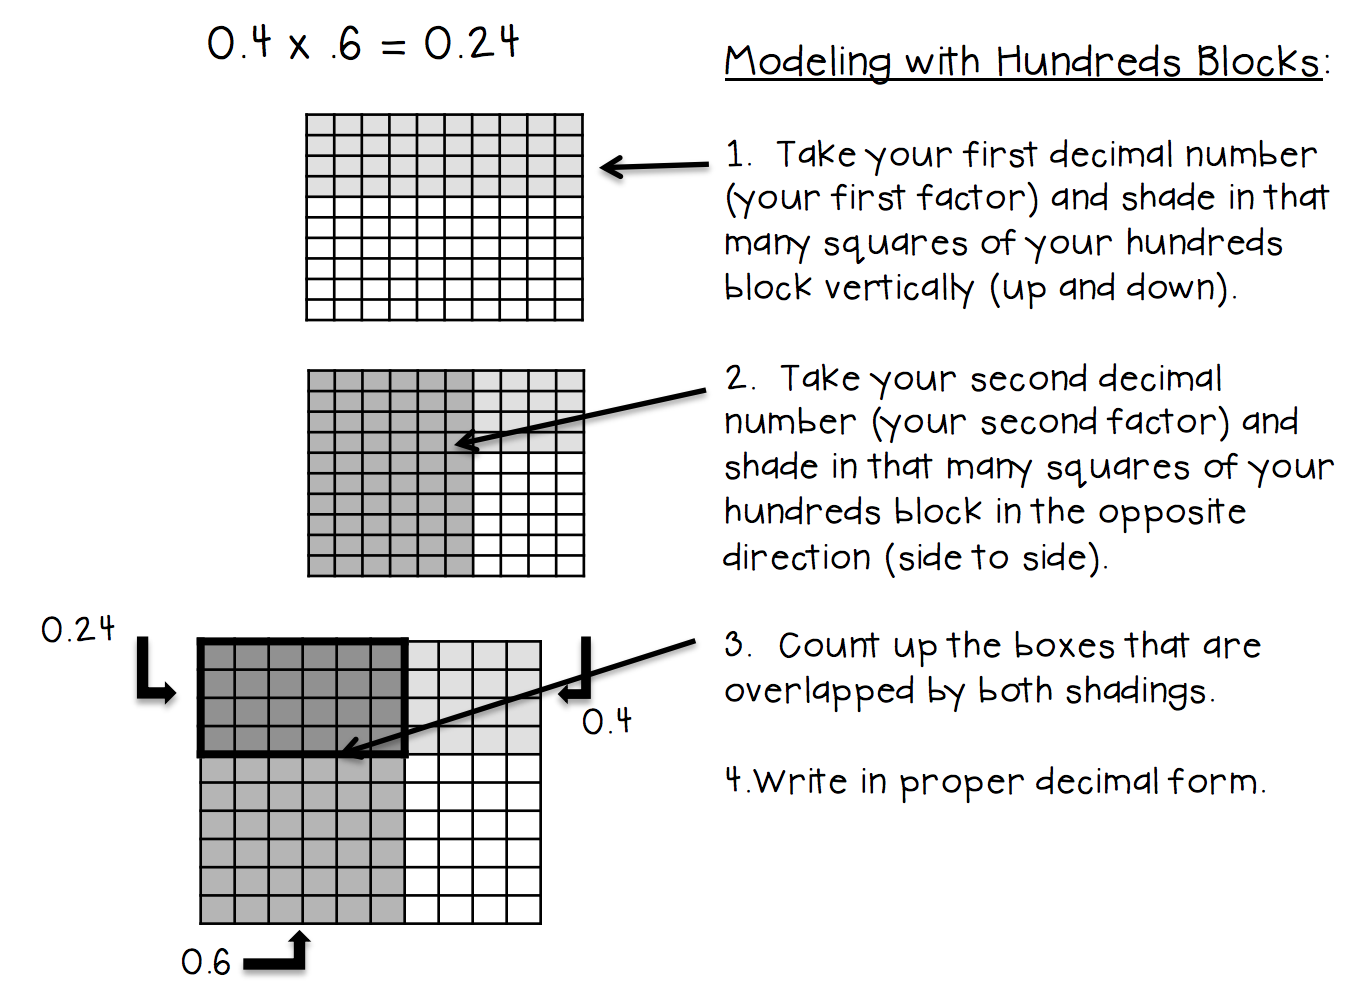 0.4 x .6 = 0.24
Modeling with Hundreds Blocks:
1. Take your first decimal number
(your first factor) and shade in that
many squares of your hundreds
block vertically (up and down).
2. Take your second decimal
number (your second factor) and
shade in that many squares of your
hundreds block in the opposite
direction (side to side).
0.24
0.4
0.6
3. Count up the boxes that are
overlapped by both shadings.
4.Write in proper decimal form.